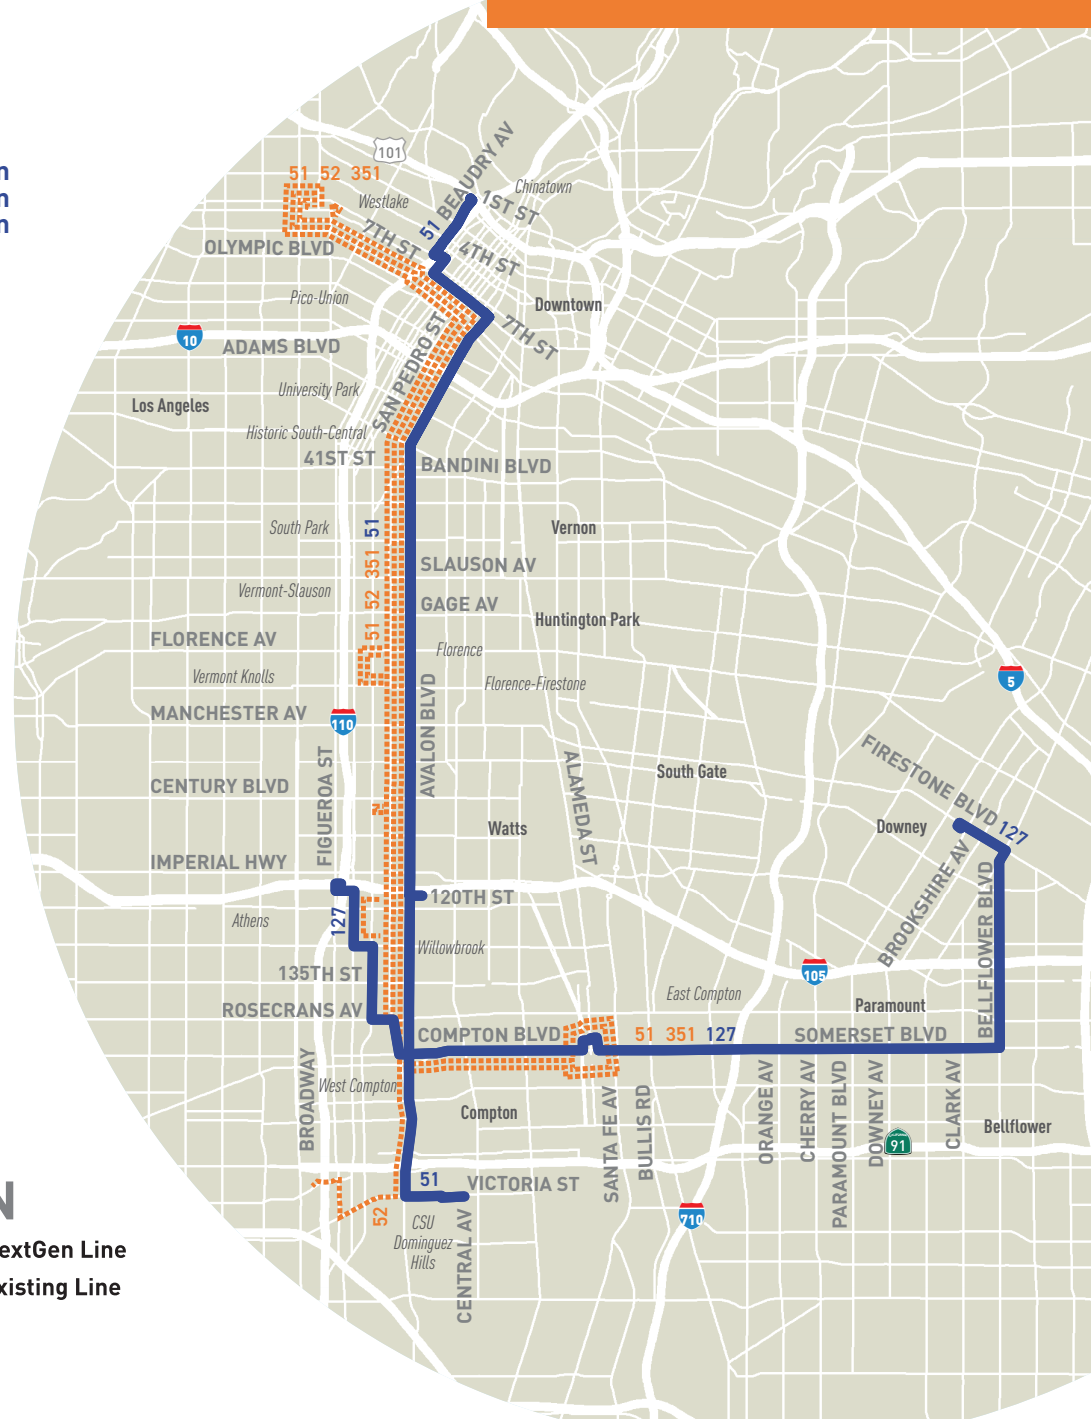 n
n
n
101
51 52 351
Westlake
51 BEAUDRY AV
Chinatown
1ST ST
7TH ST
OLYMPIC BLVD
4TH ST
Pico-Union
Downtown
7TH ST
10
ADAMS BLVD
SAN PEDRO ST
University Park
Los Angeles
Historic South-Central
41ST ST
BANDINI BLVD
South Park
51
Vernon
351
SLAUSON AV
Vermont-Slauson
52
GAGE AV
Huntington Park
51
FLORENCE AV
Florence
Vermont Knolls
Florence-Firestone
5
MANCHESTER AV
110
AVALON BLVD
FIGUEROA ST
ALAMEDA ST
South Gate
FIRESTONE BLVD 127
CENTURY BLVD
Watts
Downey
IMPERIAL HWY
BROOKSHIRE AV
BELLFLOWER BLVD
120TH ST
Athens
127
Willowbrook
135TH ST
105
East Compton
Paramount
ROSECRANS AV
COMPTON BLVD
51 351 127
SOMERSET BLVD
BROADWAY
West Compton
Compton
SANTA FE AV
BULLIS RD
ORANGE AV
CHERRY AV
PARAMOUNT BLVD
DOWNEY AV
CLARK AV
91
Bellflower
51
VICTORIA ST
N
52
CSU
Dominguez
Hills
CENTRAL AV
710
extGen Line
xisting Line